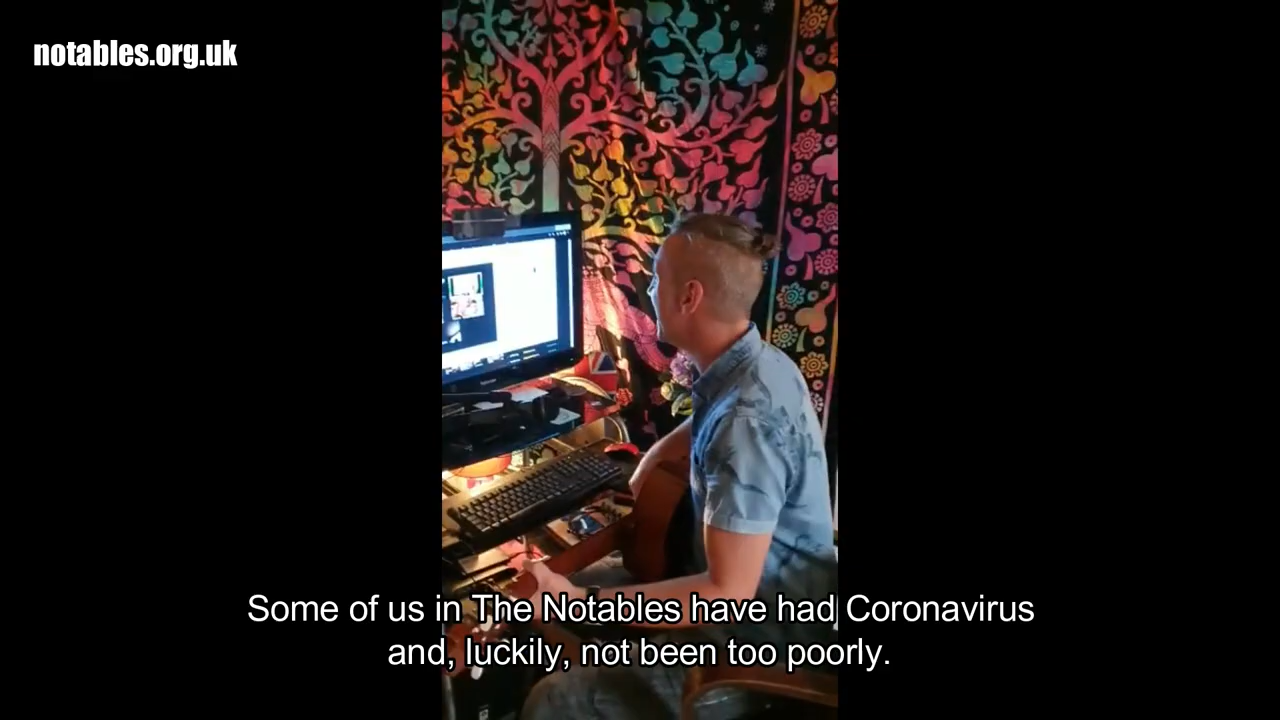 notables.org.uk
Some of us in The Notables have had Coronavirus
and, luckily, not been too poorly.